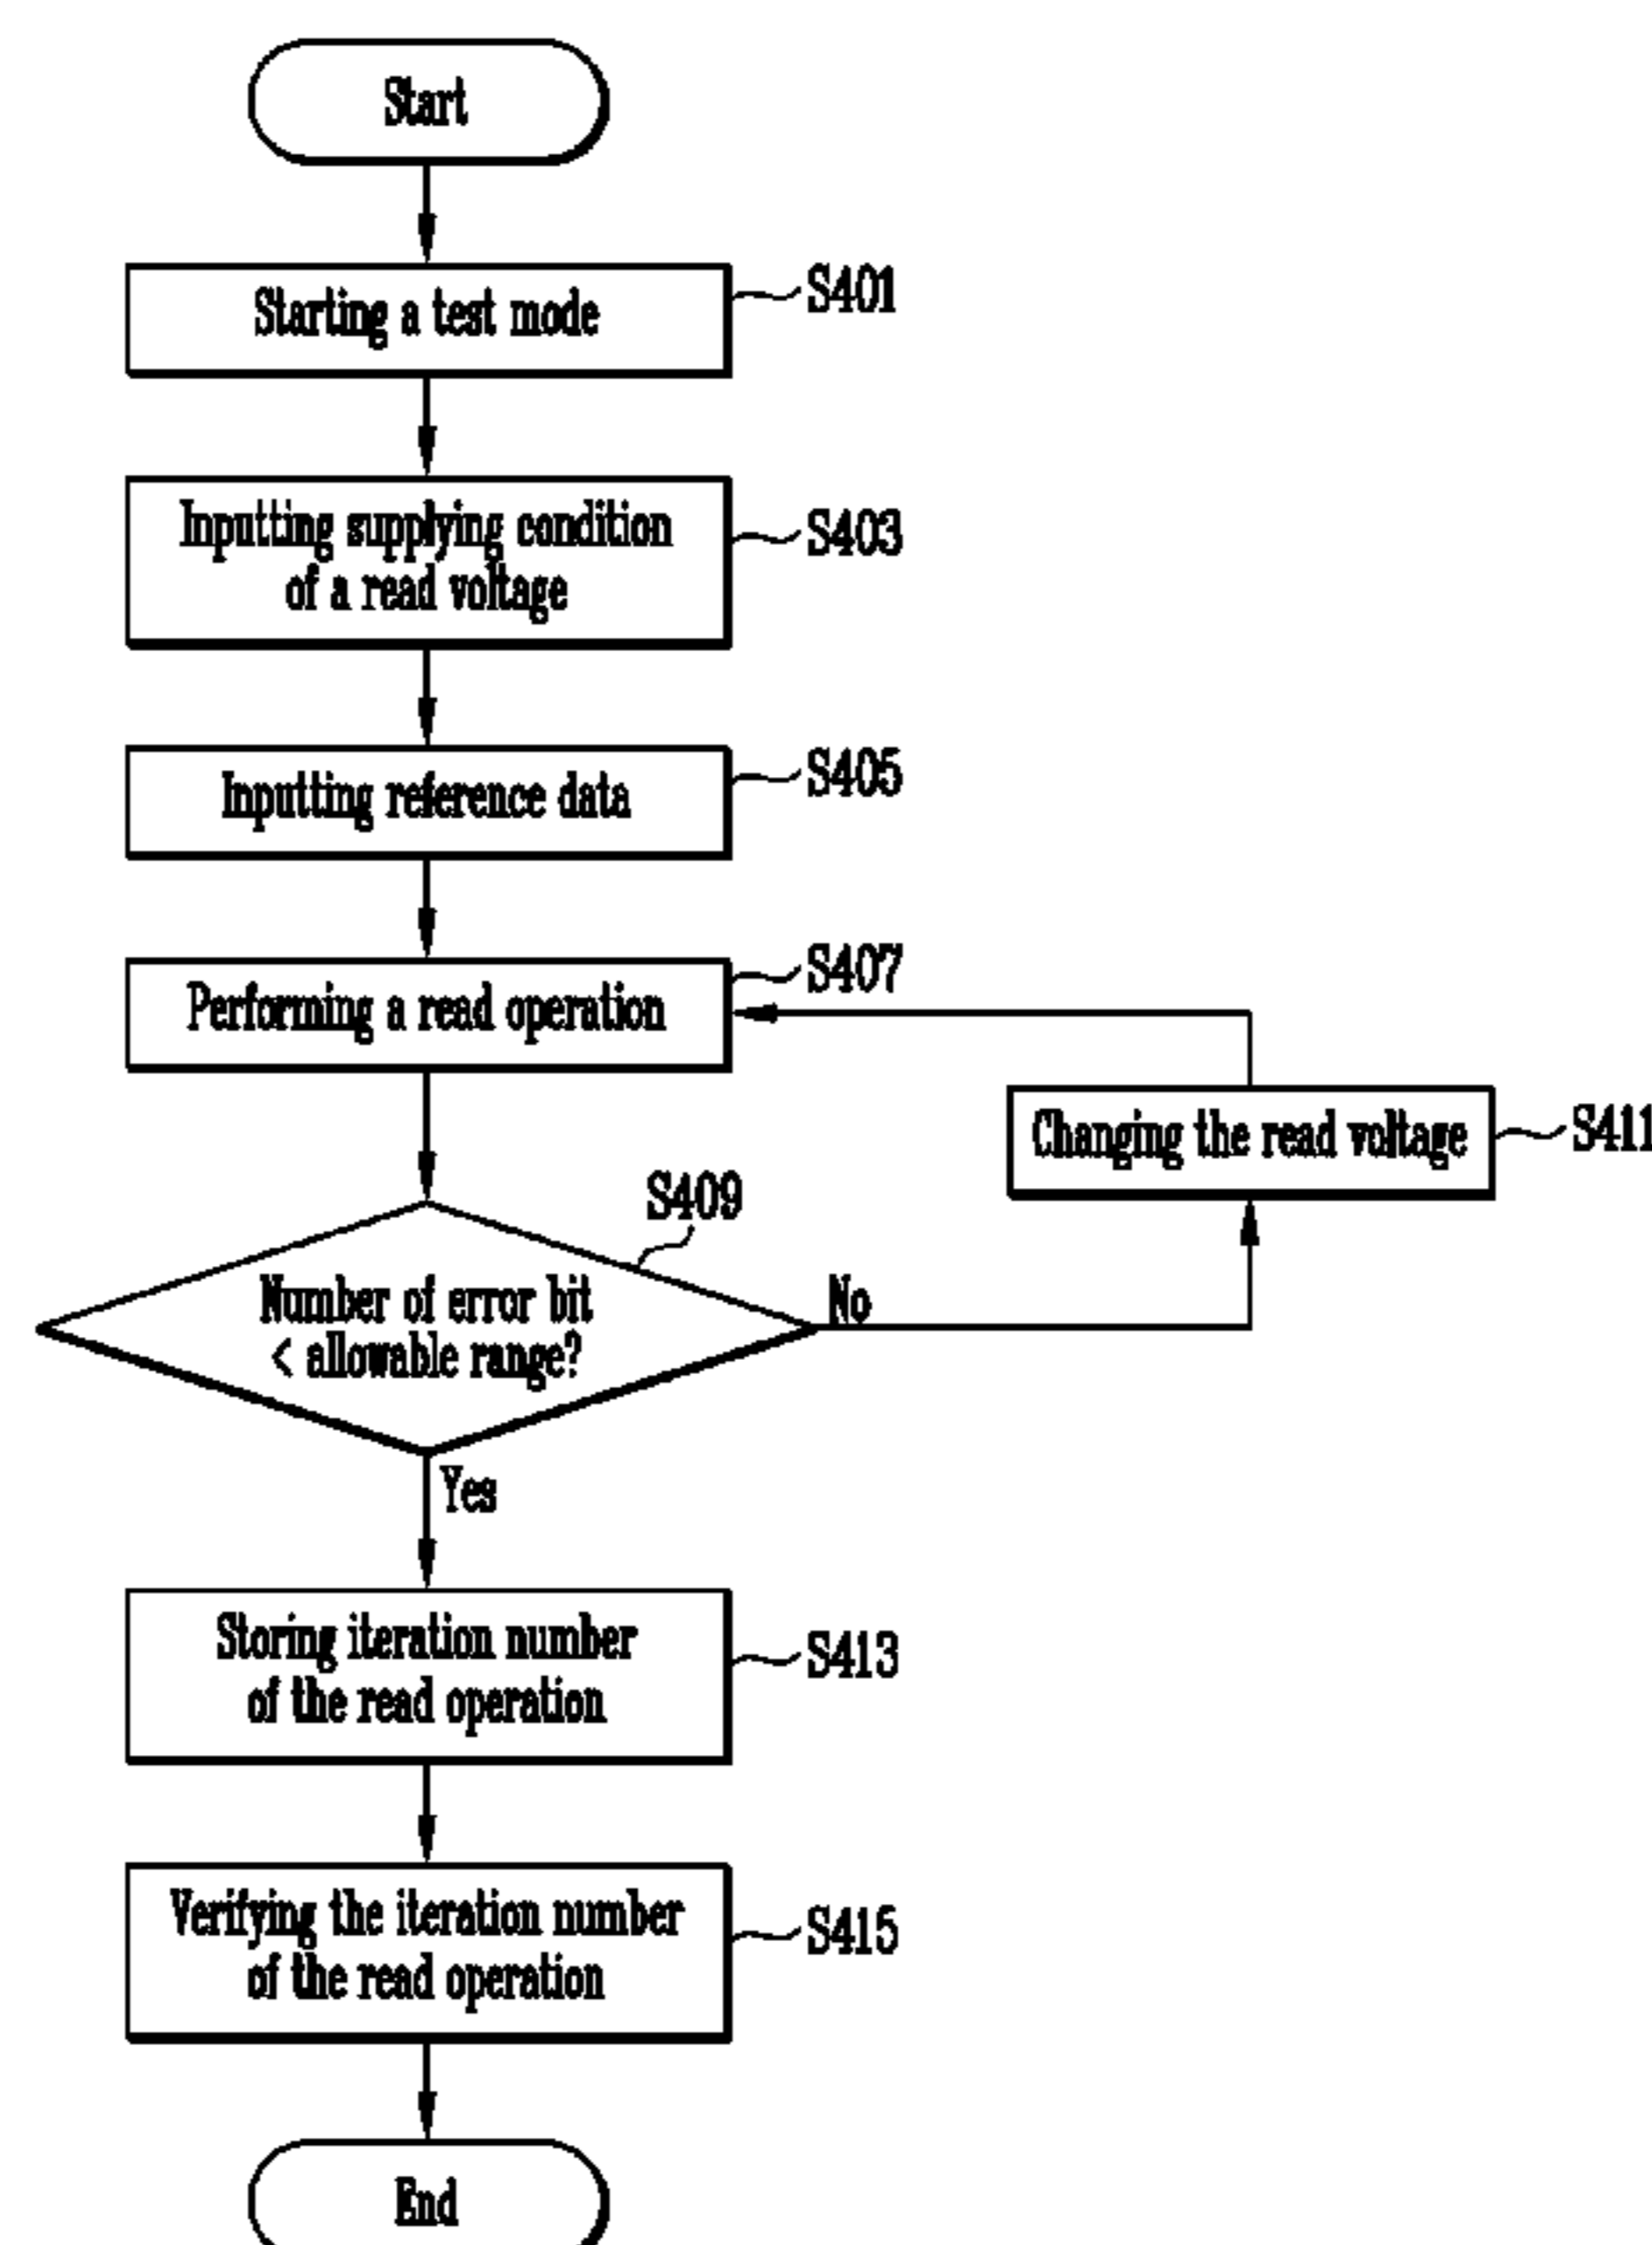 Start
Starting a test mode
S401
Inputting supplying condition
of a read voltage
S403
Inputting reference data
S405
Performing a read operation
S407
Changing the read voltage
S411
S409
Number of error bit
< allowable range?
No
Yes
Storing iteration number
of the read operation
S413
Verifying the iteration number
of the read operation
S415
End